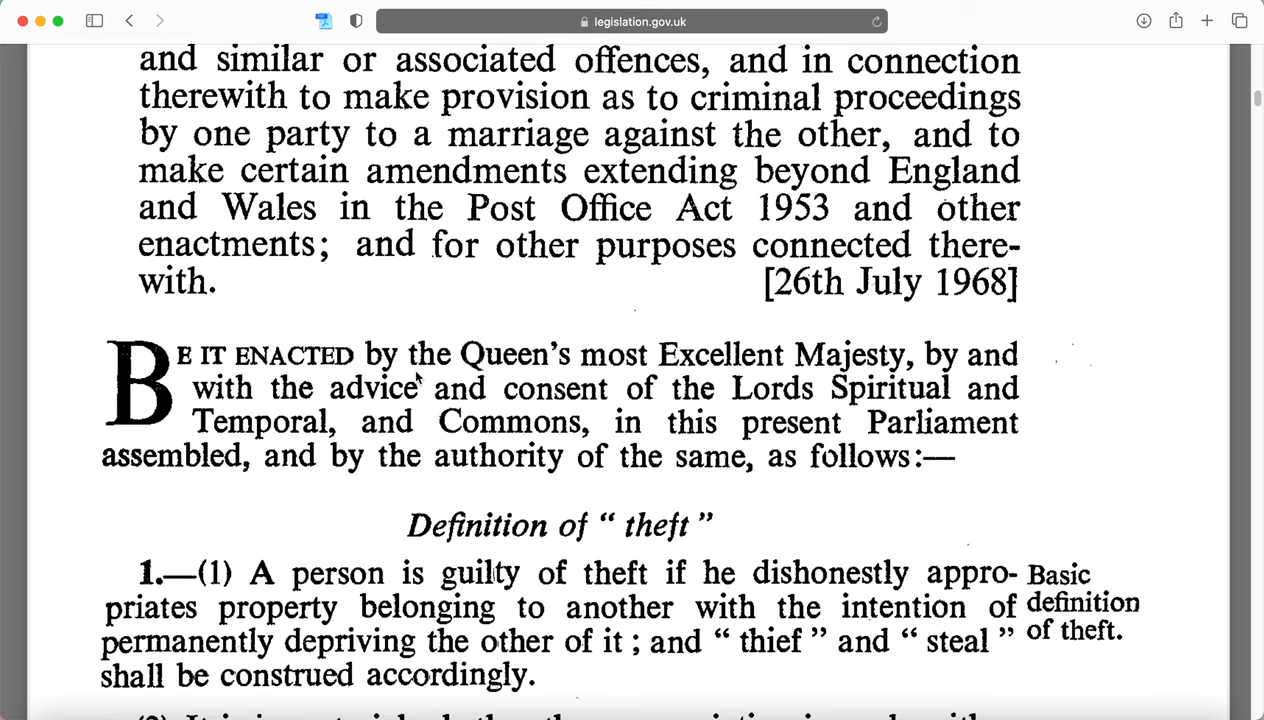 legislation.gov.uk
and similar or associated offences, and in connection
therewith to make provision as to criminal proceedings
by one party to a marriage against the other, and to
make certain amendments extending beyond England
and Wales in the Post Office Act 1953 and other
enactments; and for other purposes connected there-
with. [26th July 1968]
BE IT ENACTED by the Queen's most Excellent Majesty, by and
with the advice and consent of the Lords Spiritual and
Temporal, and Commons, in this present Parliament
assembled, and by the authority of the same, as follows:—
Definition of “ theft ”
1.—(1) A person is guilty of theft if he dishonestly appro-
priates property belonging to another with the intention of
permanently depriving the other of it ; and “ thief ” and “ steal ”
shall be construed accordingly.
Basic
definition
of theft.